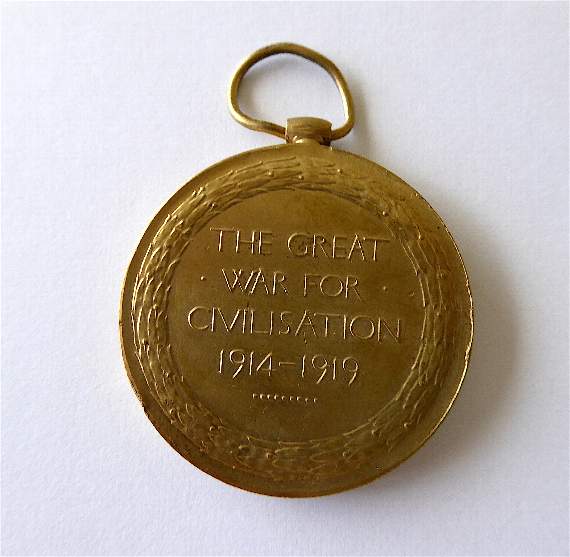 THE GREAT
· WAR FOR ·
CIVILISATION
1914–1919